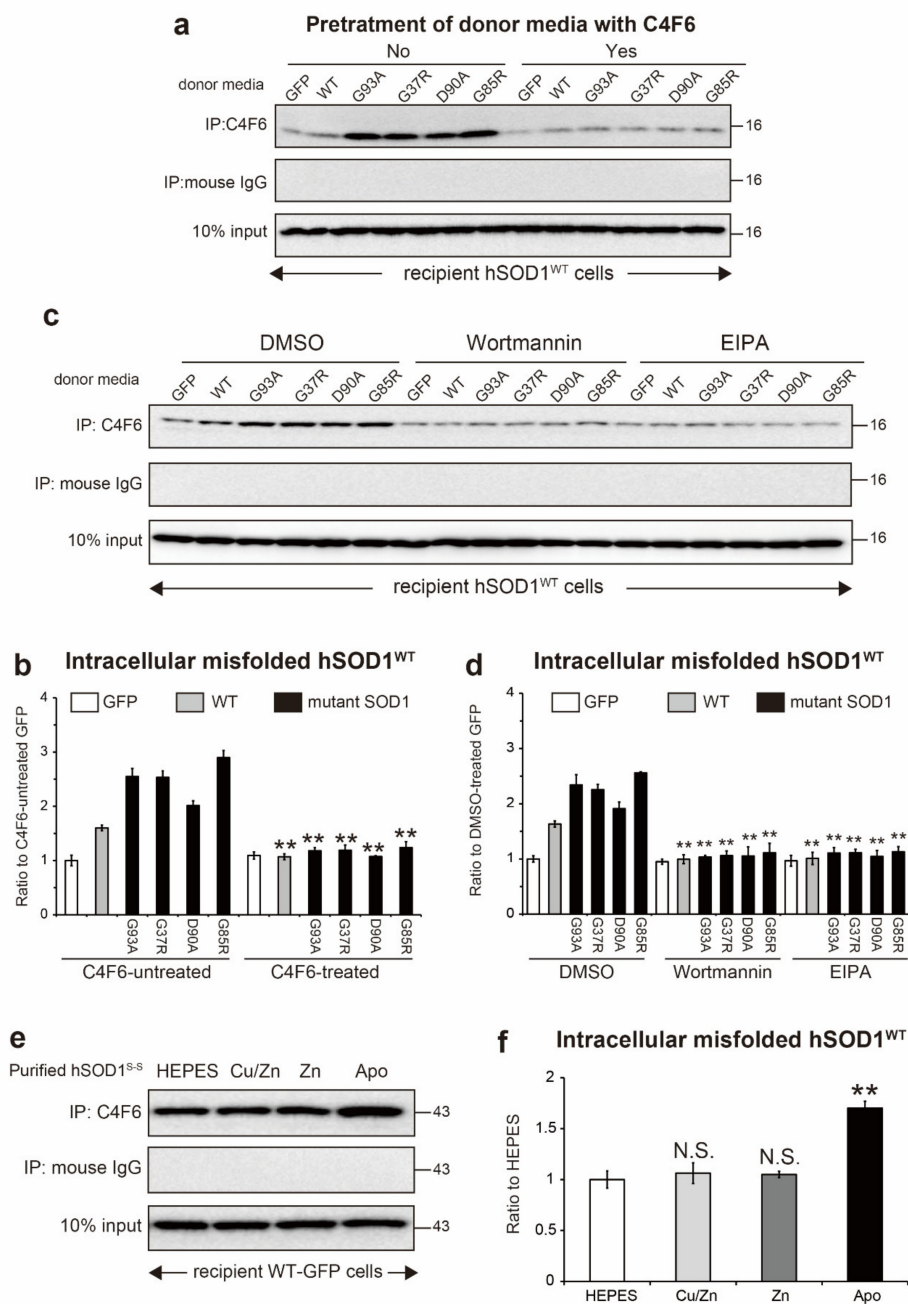 a Pretratment of donor media with C4F6
No Yes
donor media GFP WT G93A G37R D90A G85R GFP WT G93A G37R D90A G85R
IP:C4F6 16
IP:mouse IgG 16
10% input 16
recipient hSOD1WT cells
c
DMSO Wortmannin EIPA
donor media GFP WT G93A G37R D90A G85R GFP WT G93A G37R D90A G85R GFP WT G93A G37R D90A G85R
IP: C4F6 16
IP: mouse IgG 16
10% input 16
recipient hSOD1WT cells
b Intracellular misfolded hSOD1WT
GFP WT mutant SOD1
Ratio to C4F6-untreated GFP
4
3
2
1
0
** ** ** ** **
G93A G37R D90A G85R G93A G37R D90A G85R
C4F6-untreated C4F6-treated
d Intracellular misfolded hSOD1WT
GFP WT mutant SOD1
Ratio to DMSO-treated GFP
4
3
2
1
0
** ** ** ** ** ** ** ** ** **
G93A G37R D90A G85R G93A G37R D90A G85R G93A G37R D90A G85R
DMSO Wortmannin EIPA
e
Purified hSOD1S-S HEPES Cu/Zn Zn Apo
IP: C4F6 43
IP: mouse IgG 43
10% input 43
recipient WT-GFP cells
f Intracellular misfolded hSOD1WT
Ratio to HEPES
2
1.5
1
0.5
0
N.S. N.S. **
HEPES Cu/Zn Zn Apo